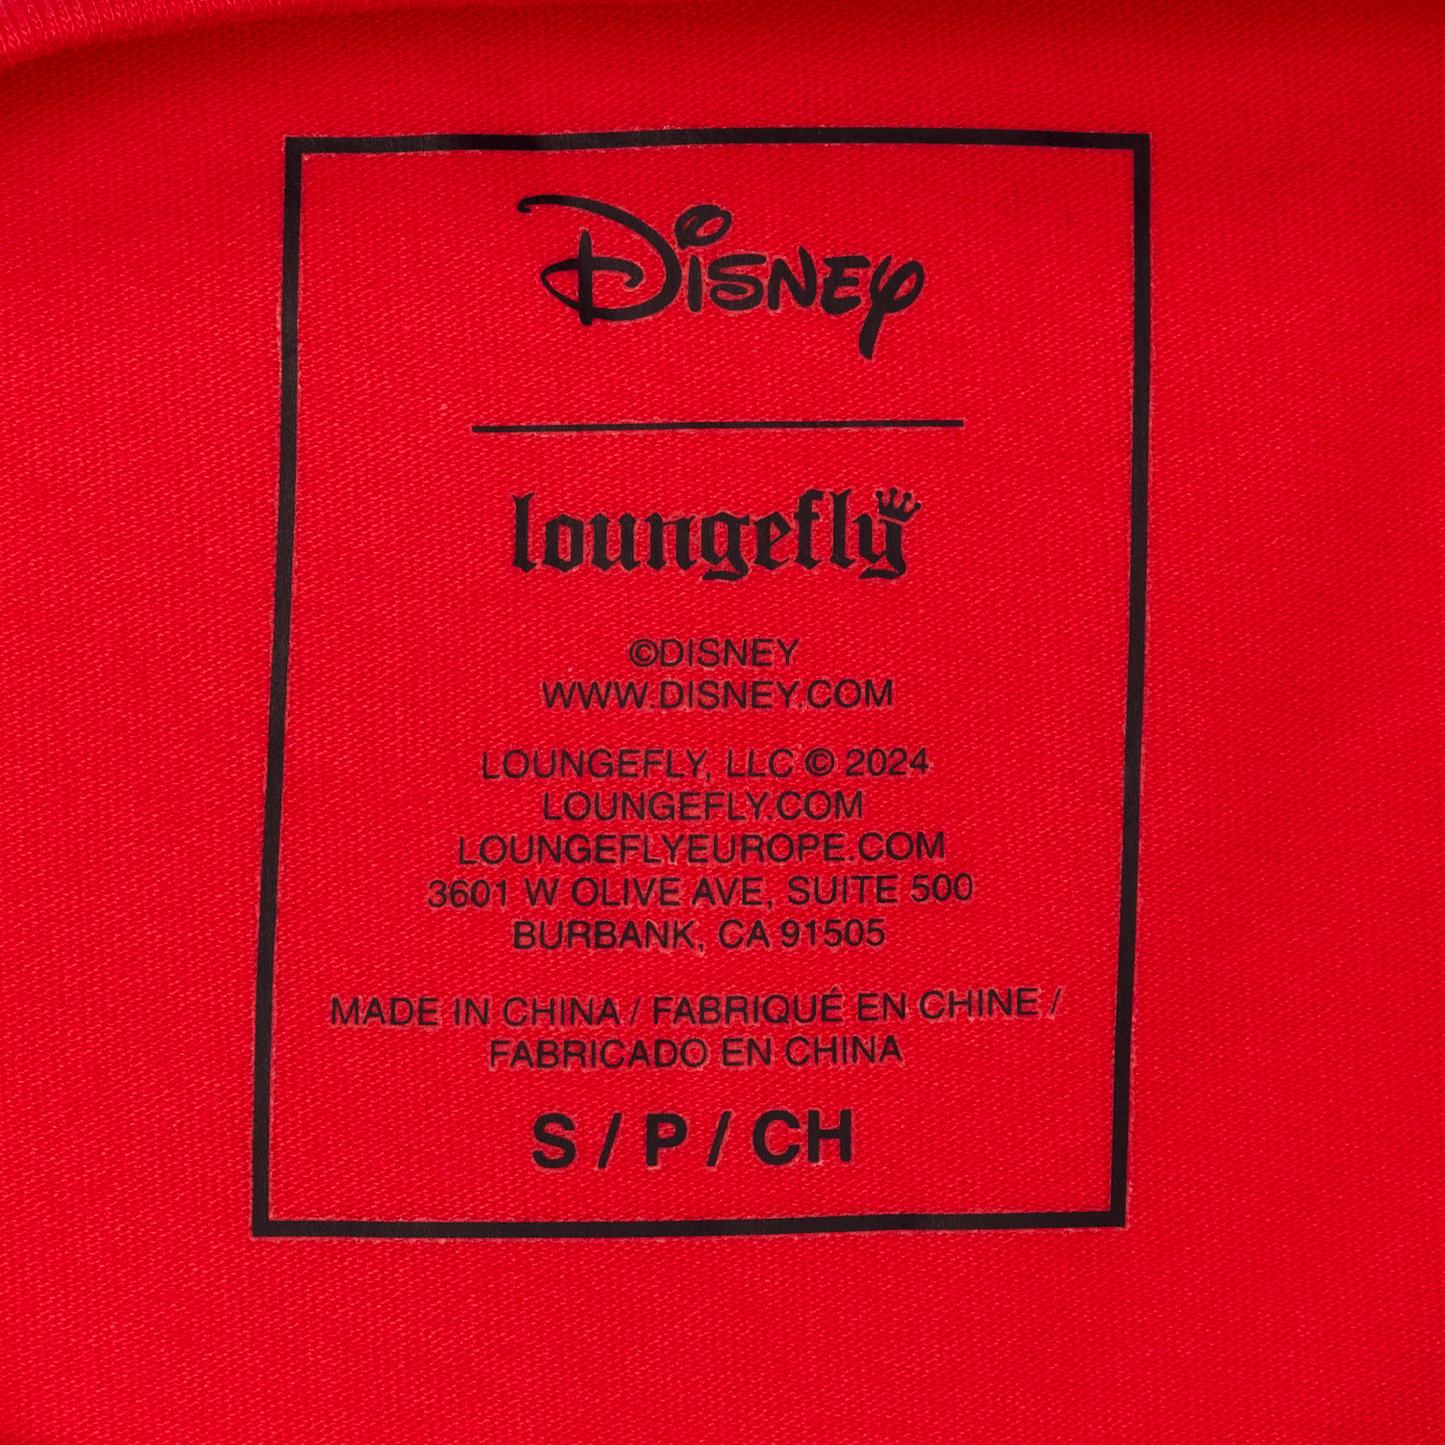 Disney
loungefly
©DISNEY
WWW.DISNEY.COM
LOUNGEFLY, LLC © 2024
LOUNGEFLY.COM
LOUNGEFLYEUROPE.COM
3601 W OLIVE AVE, SUITE 500
BURBANK, CA 91505
MADE IN CHINA / FABRIQUÉ EN CHINE /
FABRICADO EN CHINA
S / P / CH